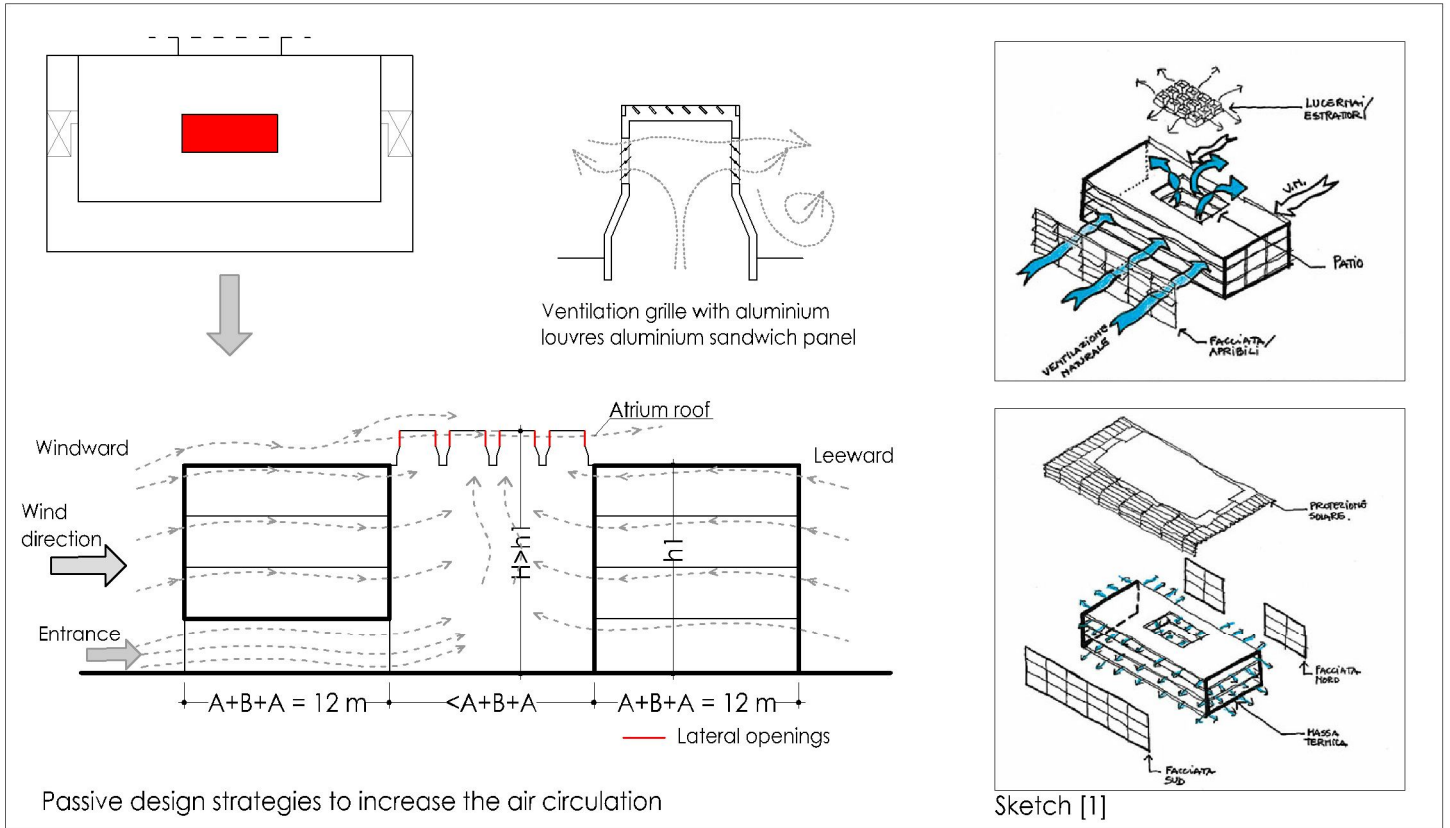 Ventilation grille with aluminium
louvres aluminium sandwich panel
Windward
Atrium roof
Leeward
Wind
direction
H>h1
h1
Entrance
A+B+A = 12 m
<A+B+A
A+B+A = 12 m
Lateral openings
Passive design strategies to increase the air circulation
LUCERNAI/
ESTRATTORI
V.N.
PATIO
FACCIATA/
APRIBILI
VENTILAZIONE
NATURALE
PROTEZIONE
SOLARE.
FACCIATA
NORD
MASSA
TERMICA
FACCIATA
SUD
Sketch [1]